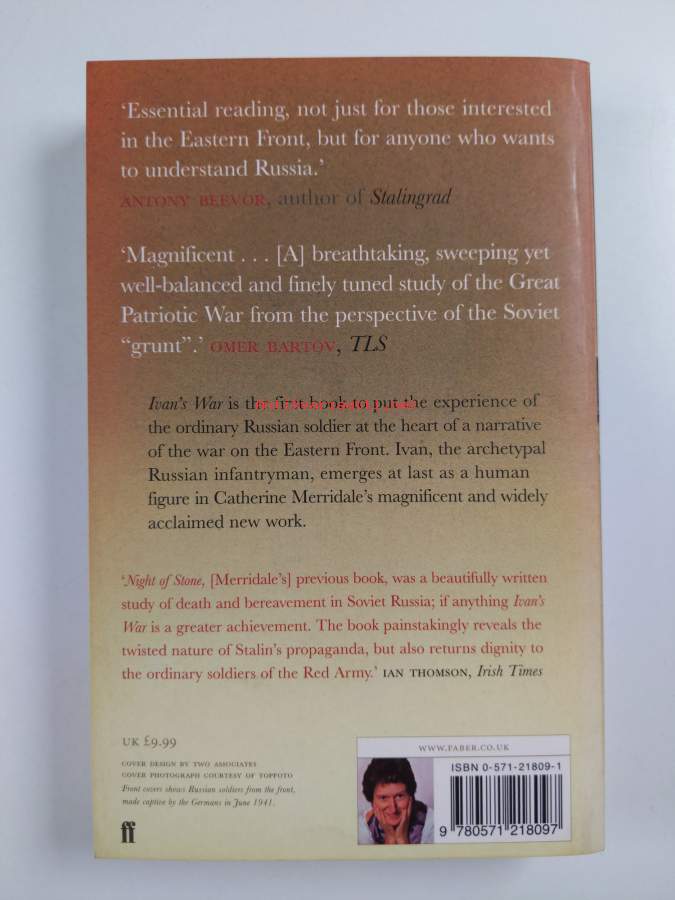 ‘Essential reading, not just for those interested
in the Eastern Front, but for anyone who wants
to understand Russia.’
ANTONY BEEVOR, author of Stalingrad
‘Magnificent . . . [A] breathtaking, sweeping yet
well-balanced and finely tuned study of the Great
Patriotic War from the perspective of the Soviet
“grunt”.’ OMER BARTOV, TLS
Ivan’s War is the first book to put the experience of
the ordinary Russian soldier at the heart of a narrative
of the war on the Eastern Front. Ivan, the archetypal
Russian infantryman, emerges at last as a human
figure in Catherine Merridale’s magnificent and widely
acclaimed new work.
‘Night of Stone, [Merridale’s] previous book, was a beautifully written
study of death and bereavement in Soviet Russia; if anything Ivan’s
War is a greater achievement. The book painstakingly reveals the
twisted nature of Stalin’s propaganda, but also returns dignity to
the ordinary soldiers of the Red Army.’ IAN THOMSON, Irish Times
UK £9.99
COVER DESIGN BY TWO ASSOCIATES
COVER PHOTOGRAPH COURTESY OF TOPFOTO
Front covers shows Russian soldiers from the front,
made captive by the Germans in June 1941.
ff
WWW.FABER.CO.UK
ISBN 0-571-21809-1
9 780571 218097